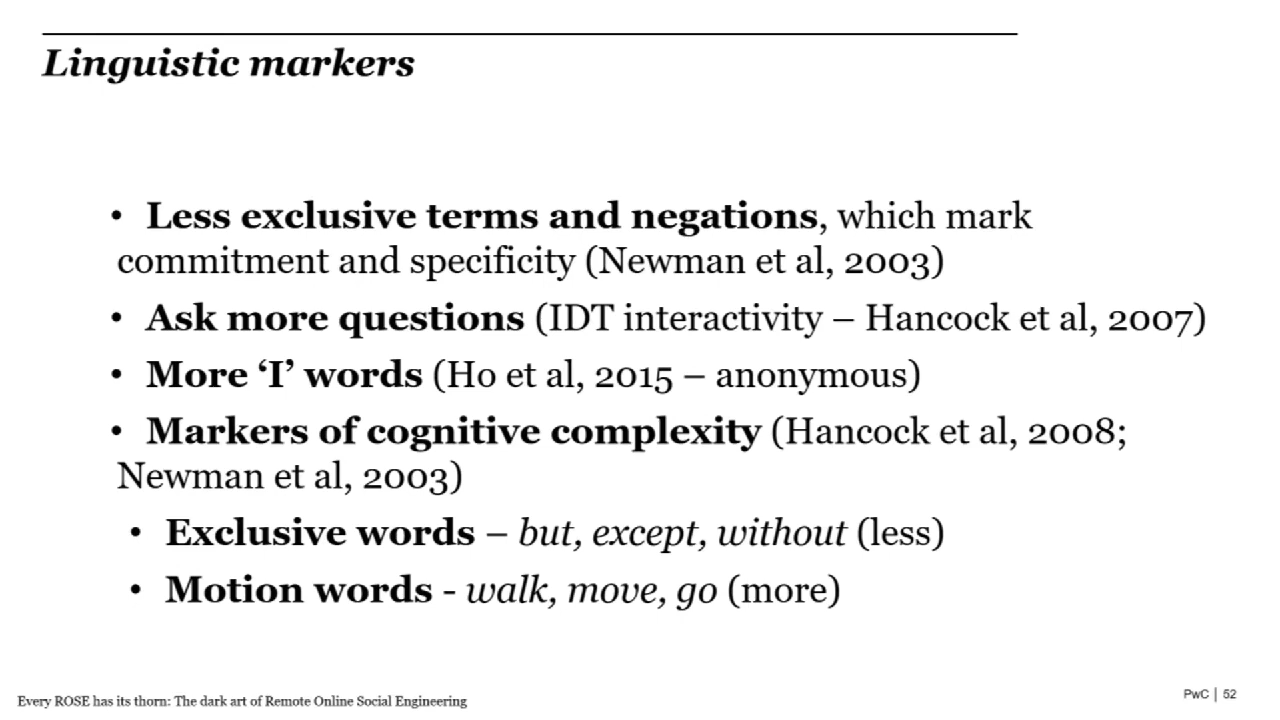 Linguistic markers
• Less exclusive terms and negations, which mark
commitment and specificity (Newman et al, 2003)
• Ask more questions (IDT interactivity – Hancock et al, 2007)
• More ‘I’ words (Ho et al, 2015 – anonymous)
• Markers of cognitive complexity (Hancock et al, 2008;
Newman et al, 2003)
• Exclusive words – but, except, without (less)
• Motion words - walk, move, go (more)
Every ROSE has its thorn: The dark art of Remote Online Social Engineering
PwC | 52